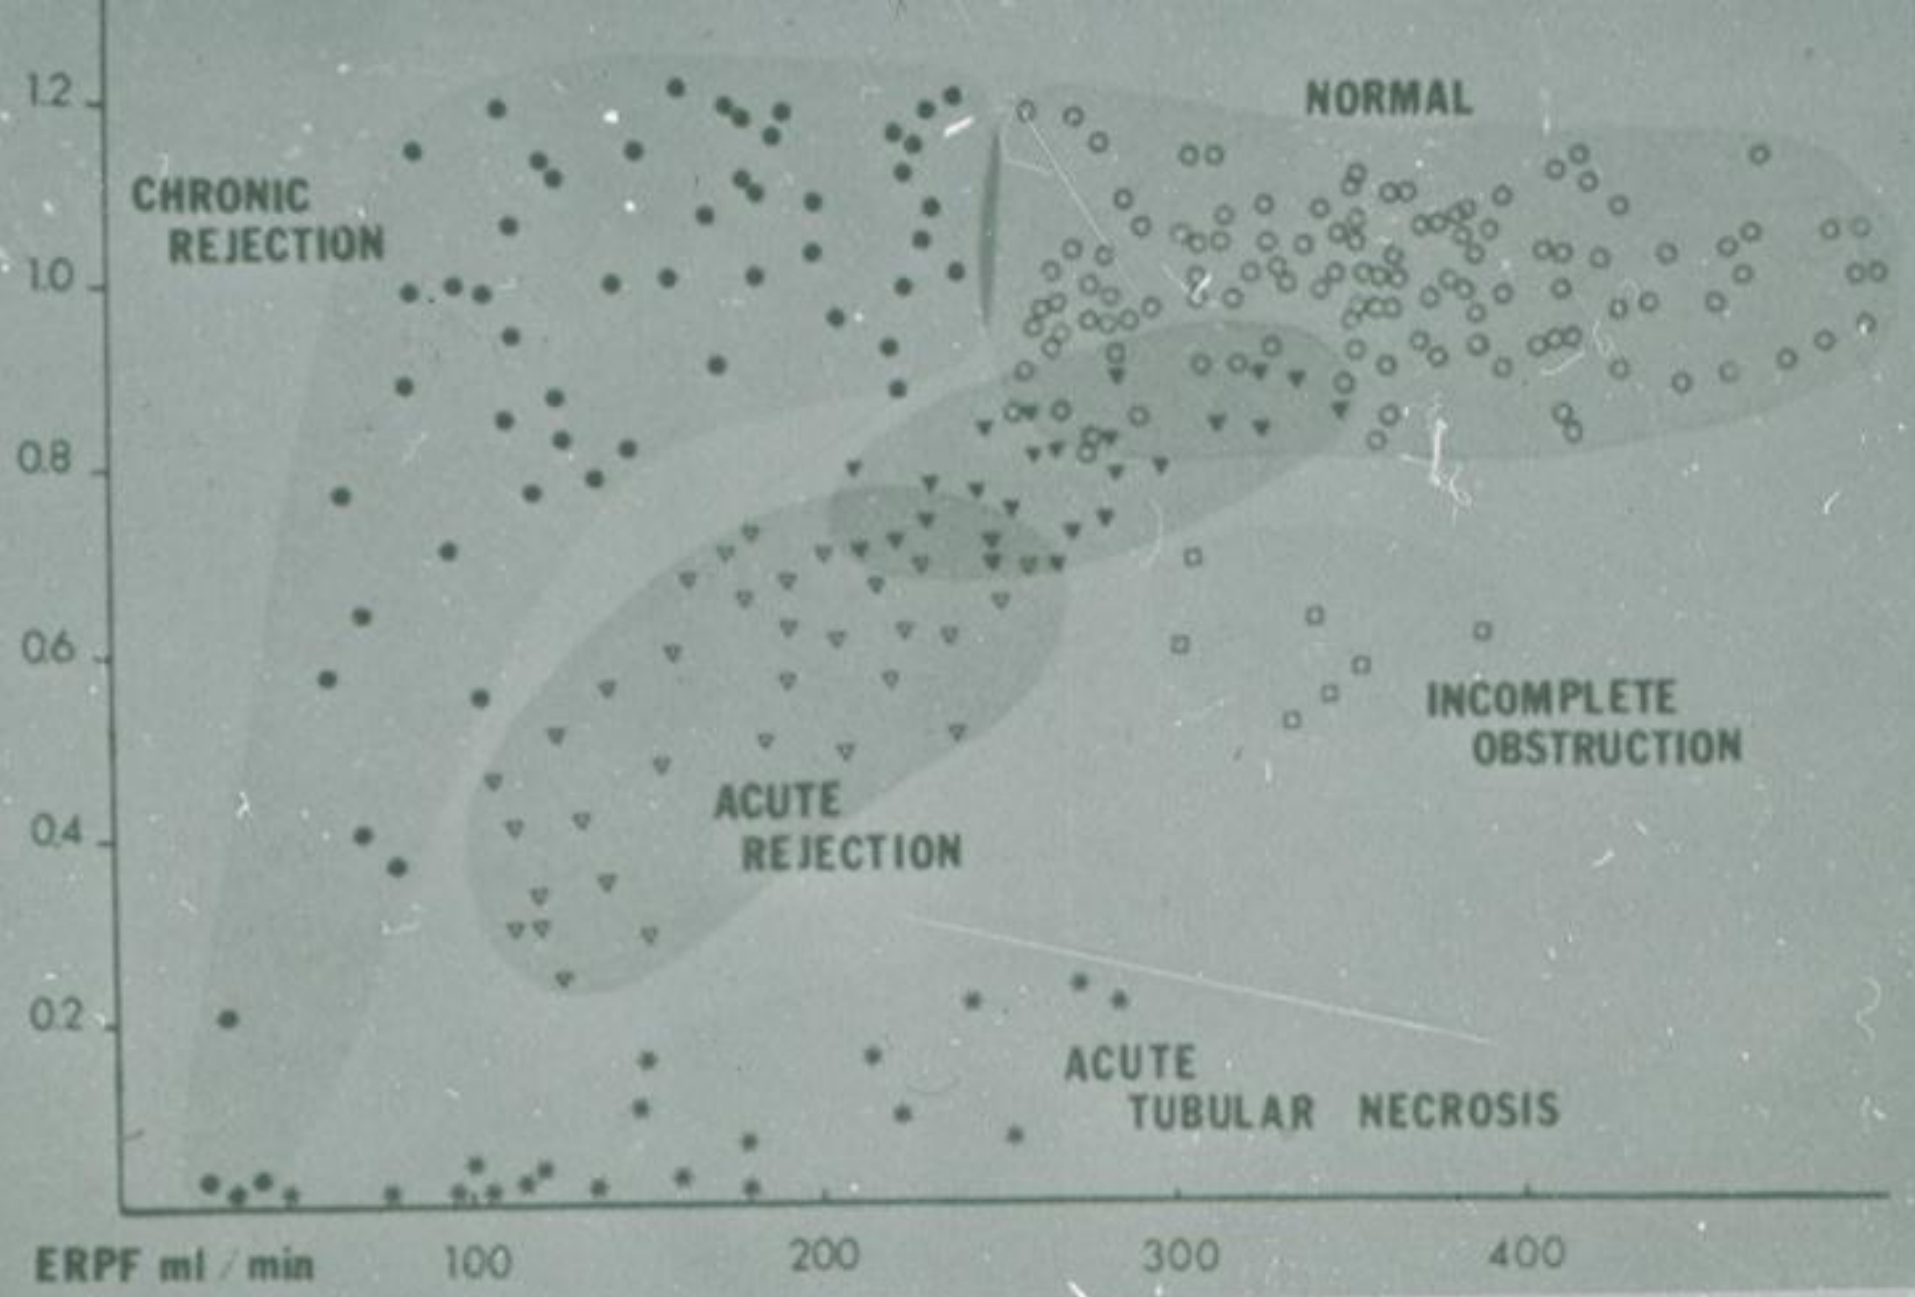 1.2
NORMAL
CHRONIC
REJECTION
1.0
0.8
0.6
INCOMPLETE
OBSTRUCTION
ACUTE
REJECTION
0.4
0.2
ACUTE
TUBULAR NECROSIS
ERPF ml / min 100 200 300 400